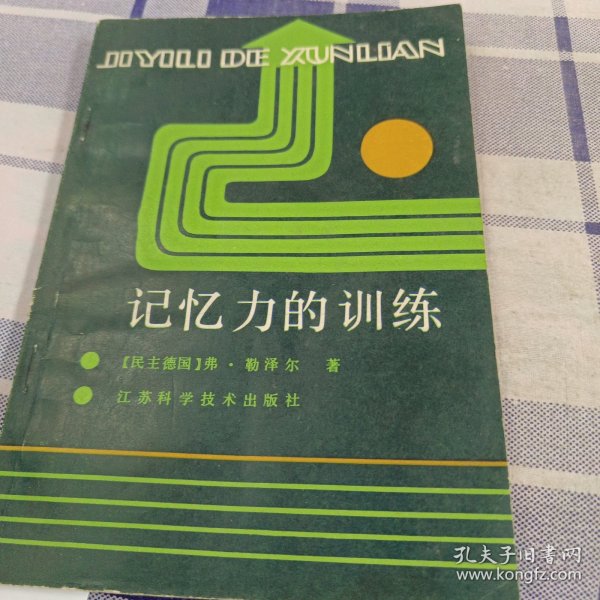 JIYILI DE XUNLIAN
记忆力的训练
【民主德国】弗·勒泽尔 著
江苏科学技术出版社
孔夫子旧书网
www.kongfz.com